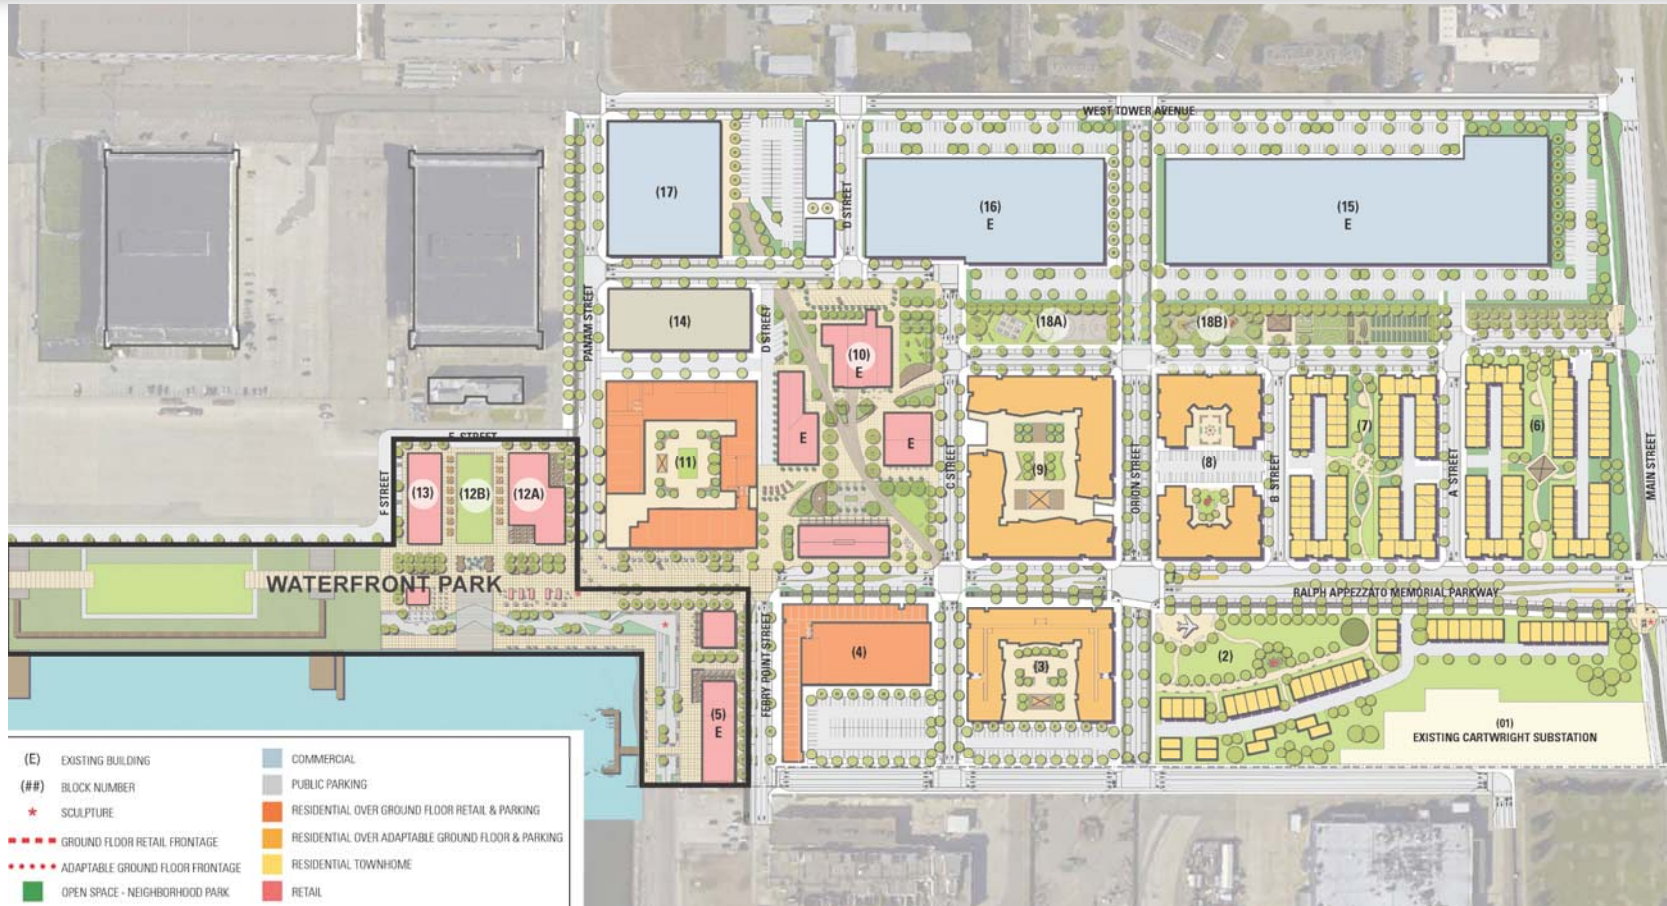 WEST TOWER AVENUE
(17)
(16)
E
(15)
E
D STREET
PANAM STREET
(14)
D STREET
(10)
E
(18A)
(18B)
E
E
(11)
C STREET
(9)
ORION STREET
(8)
B STREET
(7)
A STREET
(6)
MAIN STREET
E STREET
F STREET
(13)
(12B)
(12A)
WATERFRONT PARK
RALPH APPEZZATO MEMORIAL PARKWAY
FERRY POINT STREET
(4)
(3)
(2)
(5)
E
(01)
EXISTING CARTWRIGHT SUBSTATION
(E) EXISTING BUILDING
(##) BLOCK NUMBER
* SCULPTURE
GROUND FLOOR RETAIL FRONTAGE
ADAPTABLE GROUND FLOOR FRONTAGE
OPEN SPACE - NEIGHBORHOOD PARK
COMMERCIAL
PUBLIC PARKING
RESIDENTIAL OVER GROUND FLOOR RETAIL & PARKING
RESIDENTIAL OVER ADAPTABLE GROUND FLOOR & PARKING
RESIDENTIAL TOWNHOME
RETAIL